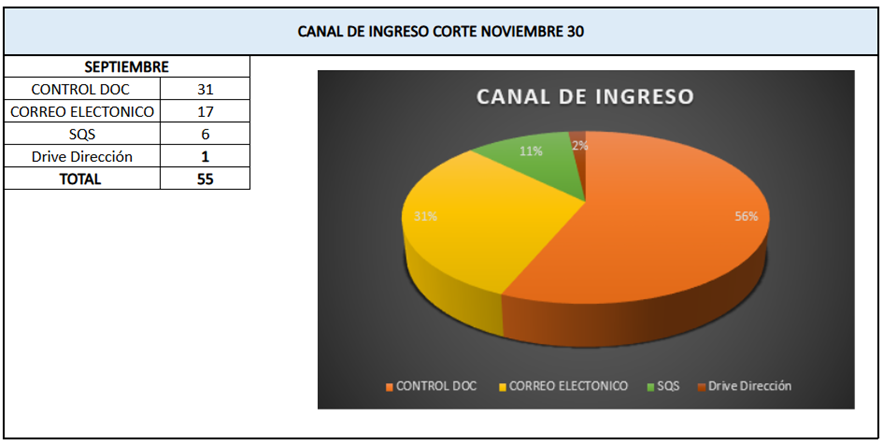 CANAL DE INGRESO CORTE NOVIEMBRE 30
SEPTIEMBRE
CONTROL DOC 31
CORREO ELECTONICO 17
SQS 6
Drive Dirección 1
TOTAL 55
CANAL DE INGRESO
2%
11%
31%
56%
CONTROL DOC CORREO ELECTONICO SQS Drive Dirección